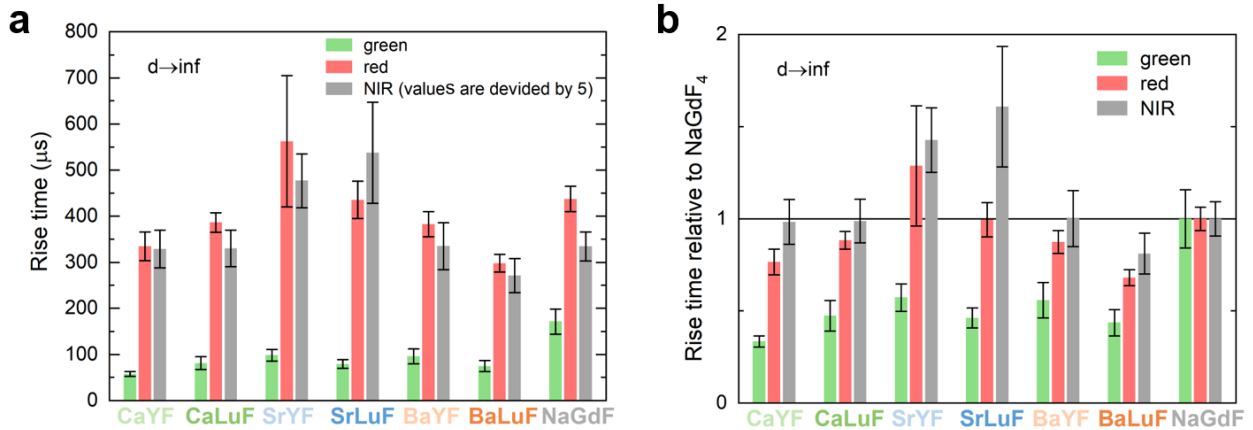 a
Rise time (μs)
800
700
600
500
400
300
200
100
0
d→inf
green
red
NIR (values are devided by 5)
CaYF CaLuF SrYF SrLuF BaYF BaLuF NaGdF
b
Rise time relative to NaGdF₄
2
1
0
d→inf
green
red
NIR
CaYF CaLuF SrYF SrLuF BaYF BaLuF NaGdF